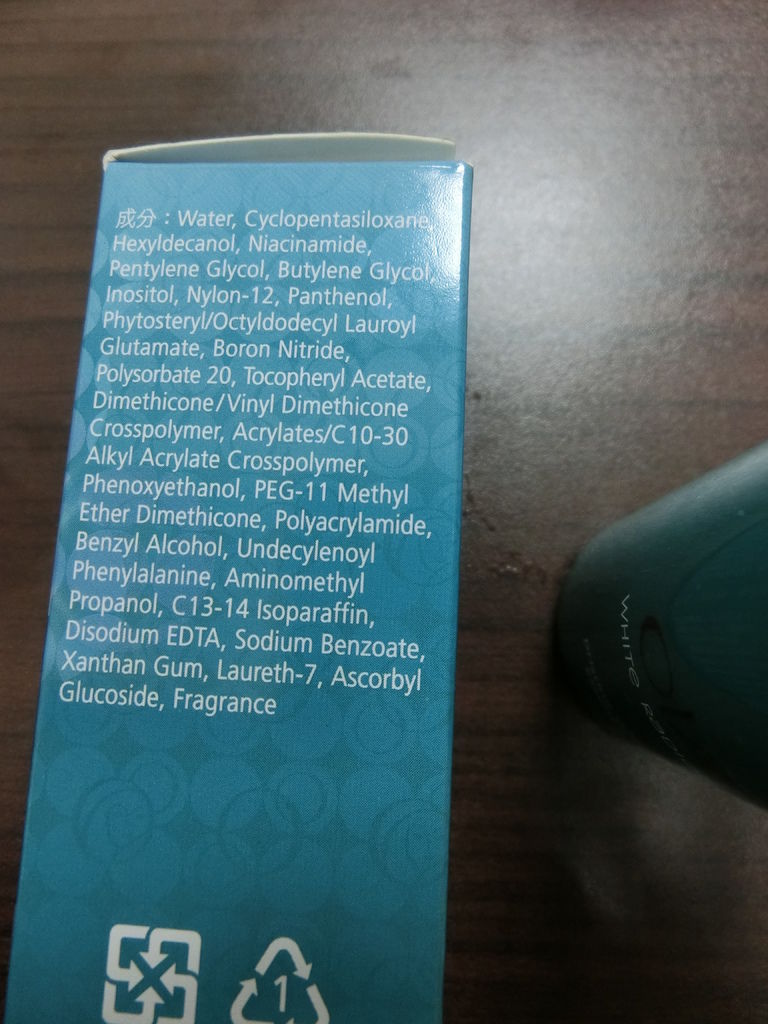 成分：Water, Cyclopentasiloxane,
Hexyldecanol, Niacinamide,
Pentylene Glycol, Butylene Glycol,
Inositol, Nylon-12, Panthenol,
Phytosteryl/Octyldodecyl Lauroyl
Glutamate, Boron Nitride,
Polysorbate 20, Tocopheryl Acetate,
Dimethicone/Vinyl Dimethicone
Crosspolymer, Acrylates/C10-30
Alkyl Acrylate Crosspolymer,
Phenoxyethanol, PEG-11 Methyl
Ether Dimethicone, Polyacrylamide,
Benzyl Alcohol, Undecylenoyl
Phenylalanine, Aminomethyl
Propanol, C13-14 Isoparaffin,
Disodium EDTA, Sodium Benzoate,
Xanthan Gum, Laureth-7, Ascorbyl
Glucoside, Fragrance
1
WHITE